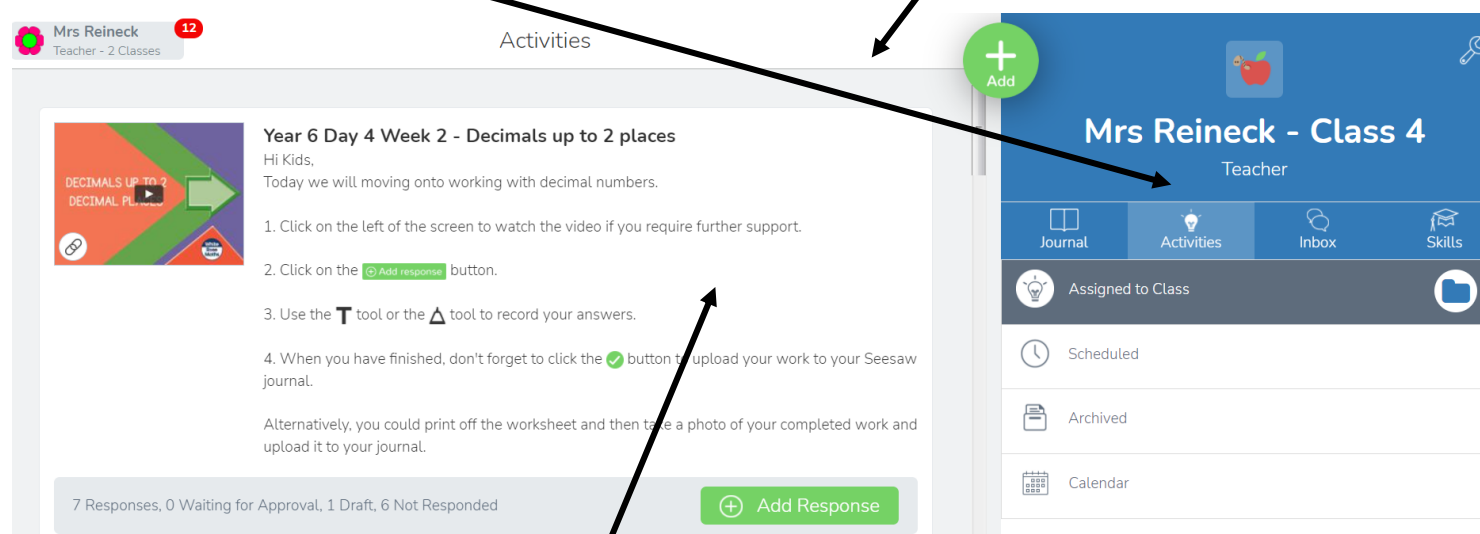 Mrs Reineck
12
Teacher - 2 Classes
Activities
DECIMALS UP TO 2
DECIMAL PLACES
White
Rose
Maths
Year 6 Day 4 Week 2 - Decimals up to 2 places
Hi Kids,
Today we will moving onto working with decimal numbers.
1. Click on the left of the screen to watch the video if you require further support.
2. Click on the Add response button.
3. Use the T tool or the tool to record your answers.
4. When you have finished, don't forget to click the button to upload your work to your Seesaw
journal.
Alternatively, you could print off the worksheet and then take a photo of your completed work and
upload it to your journal.
7 Responses, 0 Waiting for Approval, 1 Draft, 6 Not Responded
Add Response
Add
Mrs Reineck - Class 4
Teacher
Journal
Activities
Inbox
Skills
Assigned to Class
Scheduled
Archived
Calendar